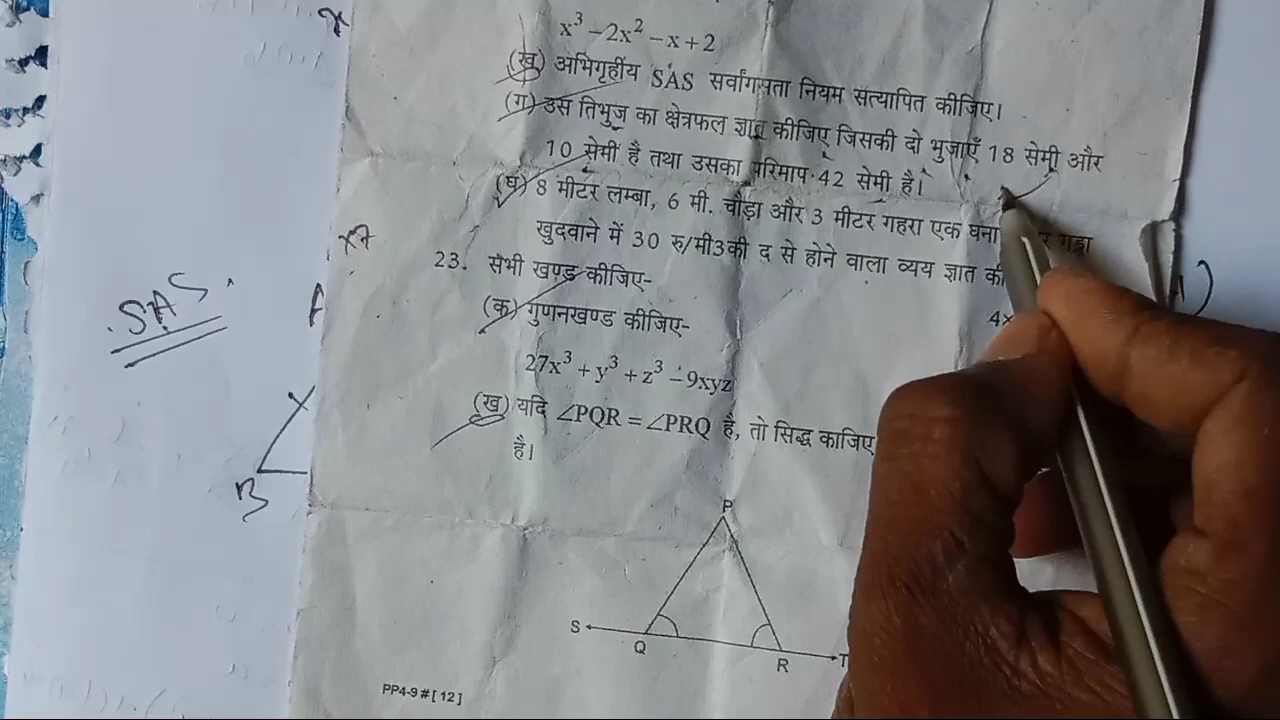 x³ – 2x² – x + 2
(ख) अभिगृहीय SAS सर्वांगसमता नियम सत्यापित कीजिए।
(ग) उस तिभुज का क्षेत्रफल ज्ञात कीजिए जिसकी दो भुजाएँ 18 सेमी और
10 सेमी है तथा उसका परिमाप 42 सेमी है।
(घ) 8 मीटर लम्बा, 6 मी. चौड़ा और 3 मीटर गहरा एक घना
खुदवाने में 30 रु/मी3की द से होने वाला व्यय ज्ञात की
23. सभी खण्ड कीजिए- 4×
(क) गुणनखण्ड कीजिए-
27x³ + y³ + z³ – 9xyz
(ख) यदि ∠PQR = ∠PRQ है, तो सिद्ध काजिए
है।
P
S Q R T
PP4-9 # [ 12 ]
SAS.
A
B